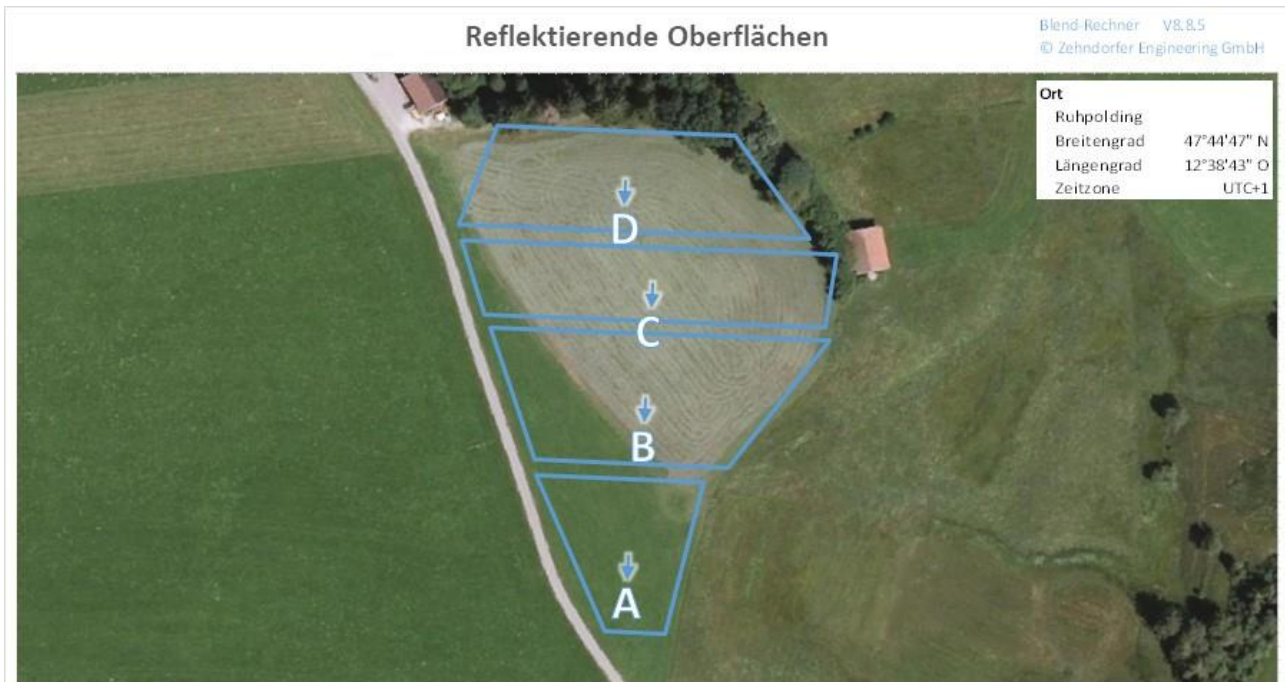 Reflektierende Oberflächen
Blend-Rechner V8.8.5
© Zehndorfer Engineering GmbH
Ort
Ruhpolding
Breitengrad 47°44'47" N
Längengrad 12°38'43" O
Zeitzone UTC+1
D
C
B
A